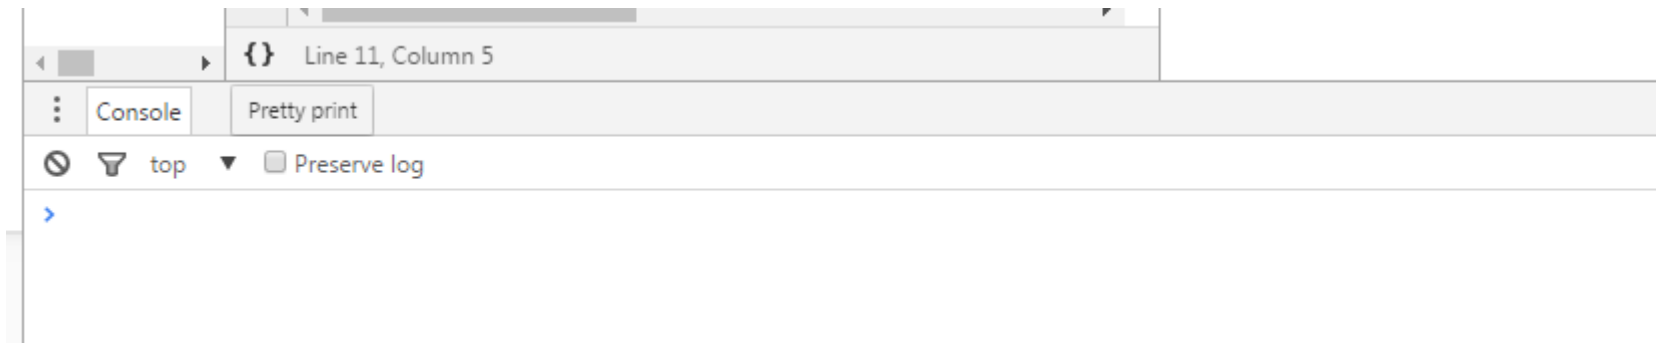 {} Line 11, Column 5
Console Pretty print
top Preserve log